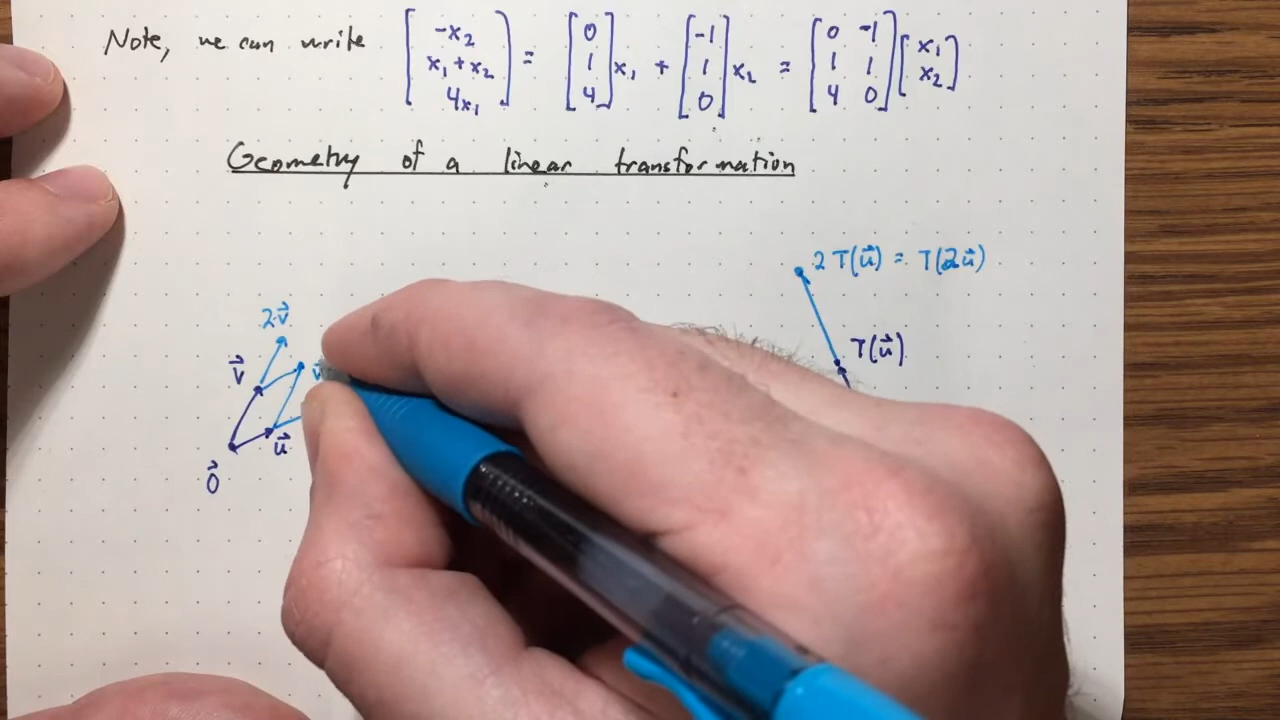 Note, we can write [-x₂; x₁+x₂; 4x₁] = [0; 1; 4] x₁ + [-1; 1; 0] x₂ = [0 -1; 1 1; 4 0] [x₁; x₂]
Geometry of a linear transformation
2T(u⃗) = T(2u⃗)
2v⃗
T(u⃗)
v⃗
u⃗
0⃗